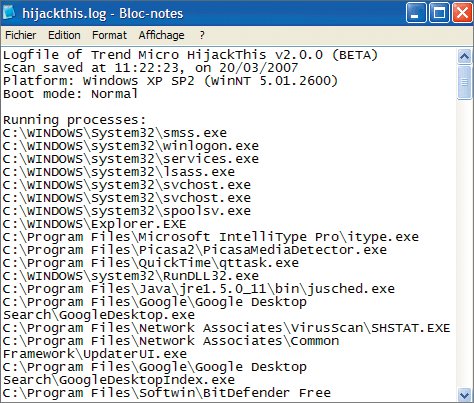 hijackthis.log - Bloc-notes
Fichier Edition Format Affichage ?
Logfile of Trend Micro HijackThis v2.0.0 (BETA)
Scan saved at 11:22:23, on 20/03/2007
Platform: Windows XP SP2 (WinNT 5.01.2600)
Boot mode: Normal

Running processes:
C:\WINDOWS\System32\smss.exe
C:\WINDOWS\system32\winlogon.exe
C:\WINDOWS\system32\services.exe
C:\WINDOWS\system32\lsass.exe
C:\WINDOWS\system32\svchost.exe
C:\WINDOWS\System32\svchost.exe
C:\WINDOWS\system32\spoolsv.exe
C:\WINDOWS\Explorer.EXE
C:\Program Files\Microsoft IntelliType Pro\itype.exe
C:\Program Files\Picasa2\PicasaMediaDetector.exe
C:\Program Files\QuickTime\qttask.exe
C:\WINDOWS\system32\RunDLL32.exe
C:\Program Files\Java\jre1.5.0_11\bin\jusched.exe
C:\Program Files\Google\Google Desktop
Search\GoogleDesktop.exe
C:\Program Files\Network Associates\VirusScan\SHSTAT.EXE
C:\Program Files\Network Associates\Common
Framework\UpdaterUI.exe
C:\Program Files\Google\Google Desktop
Search\GoogleDesktopIndex.exe
C:\Program Files\Softwin\BitDefender Free